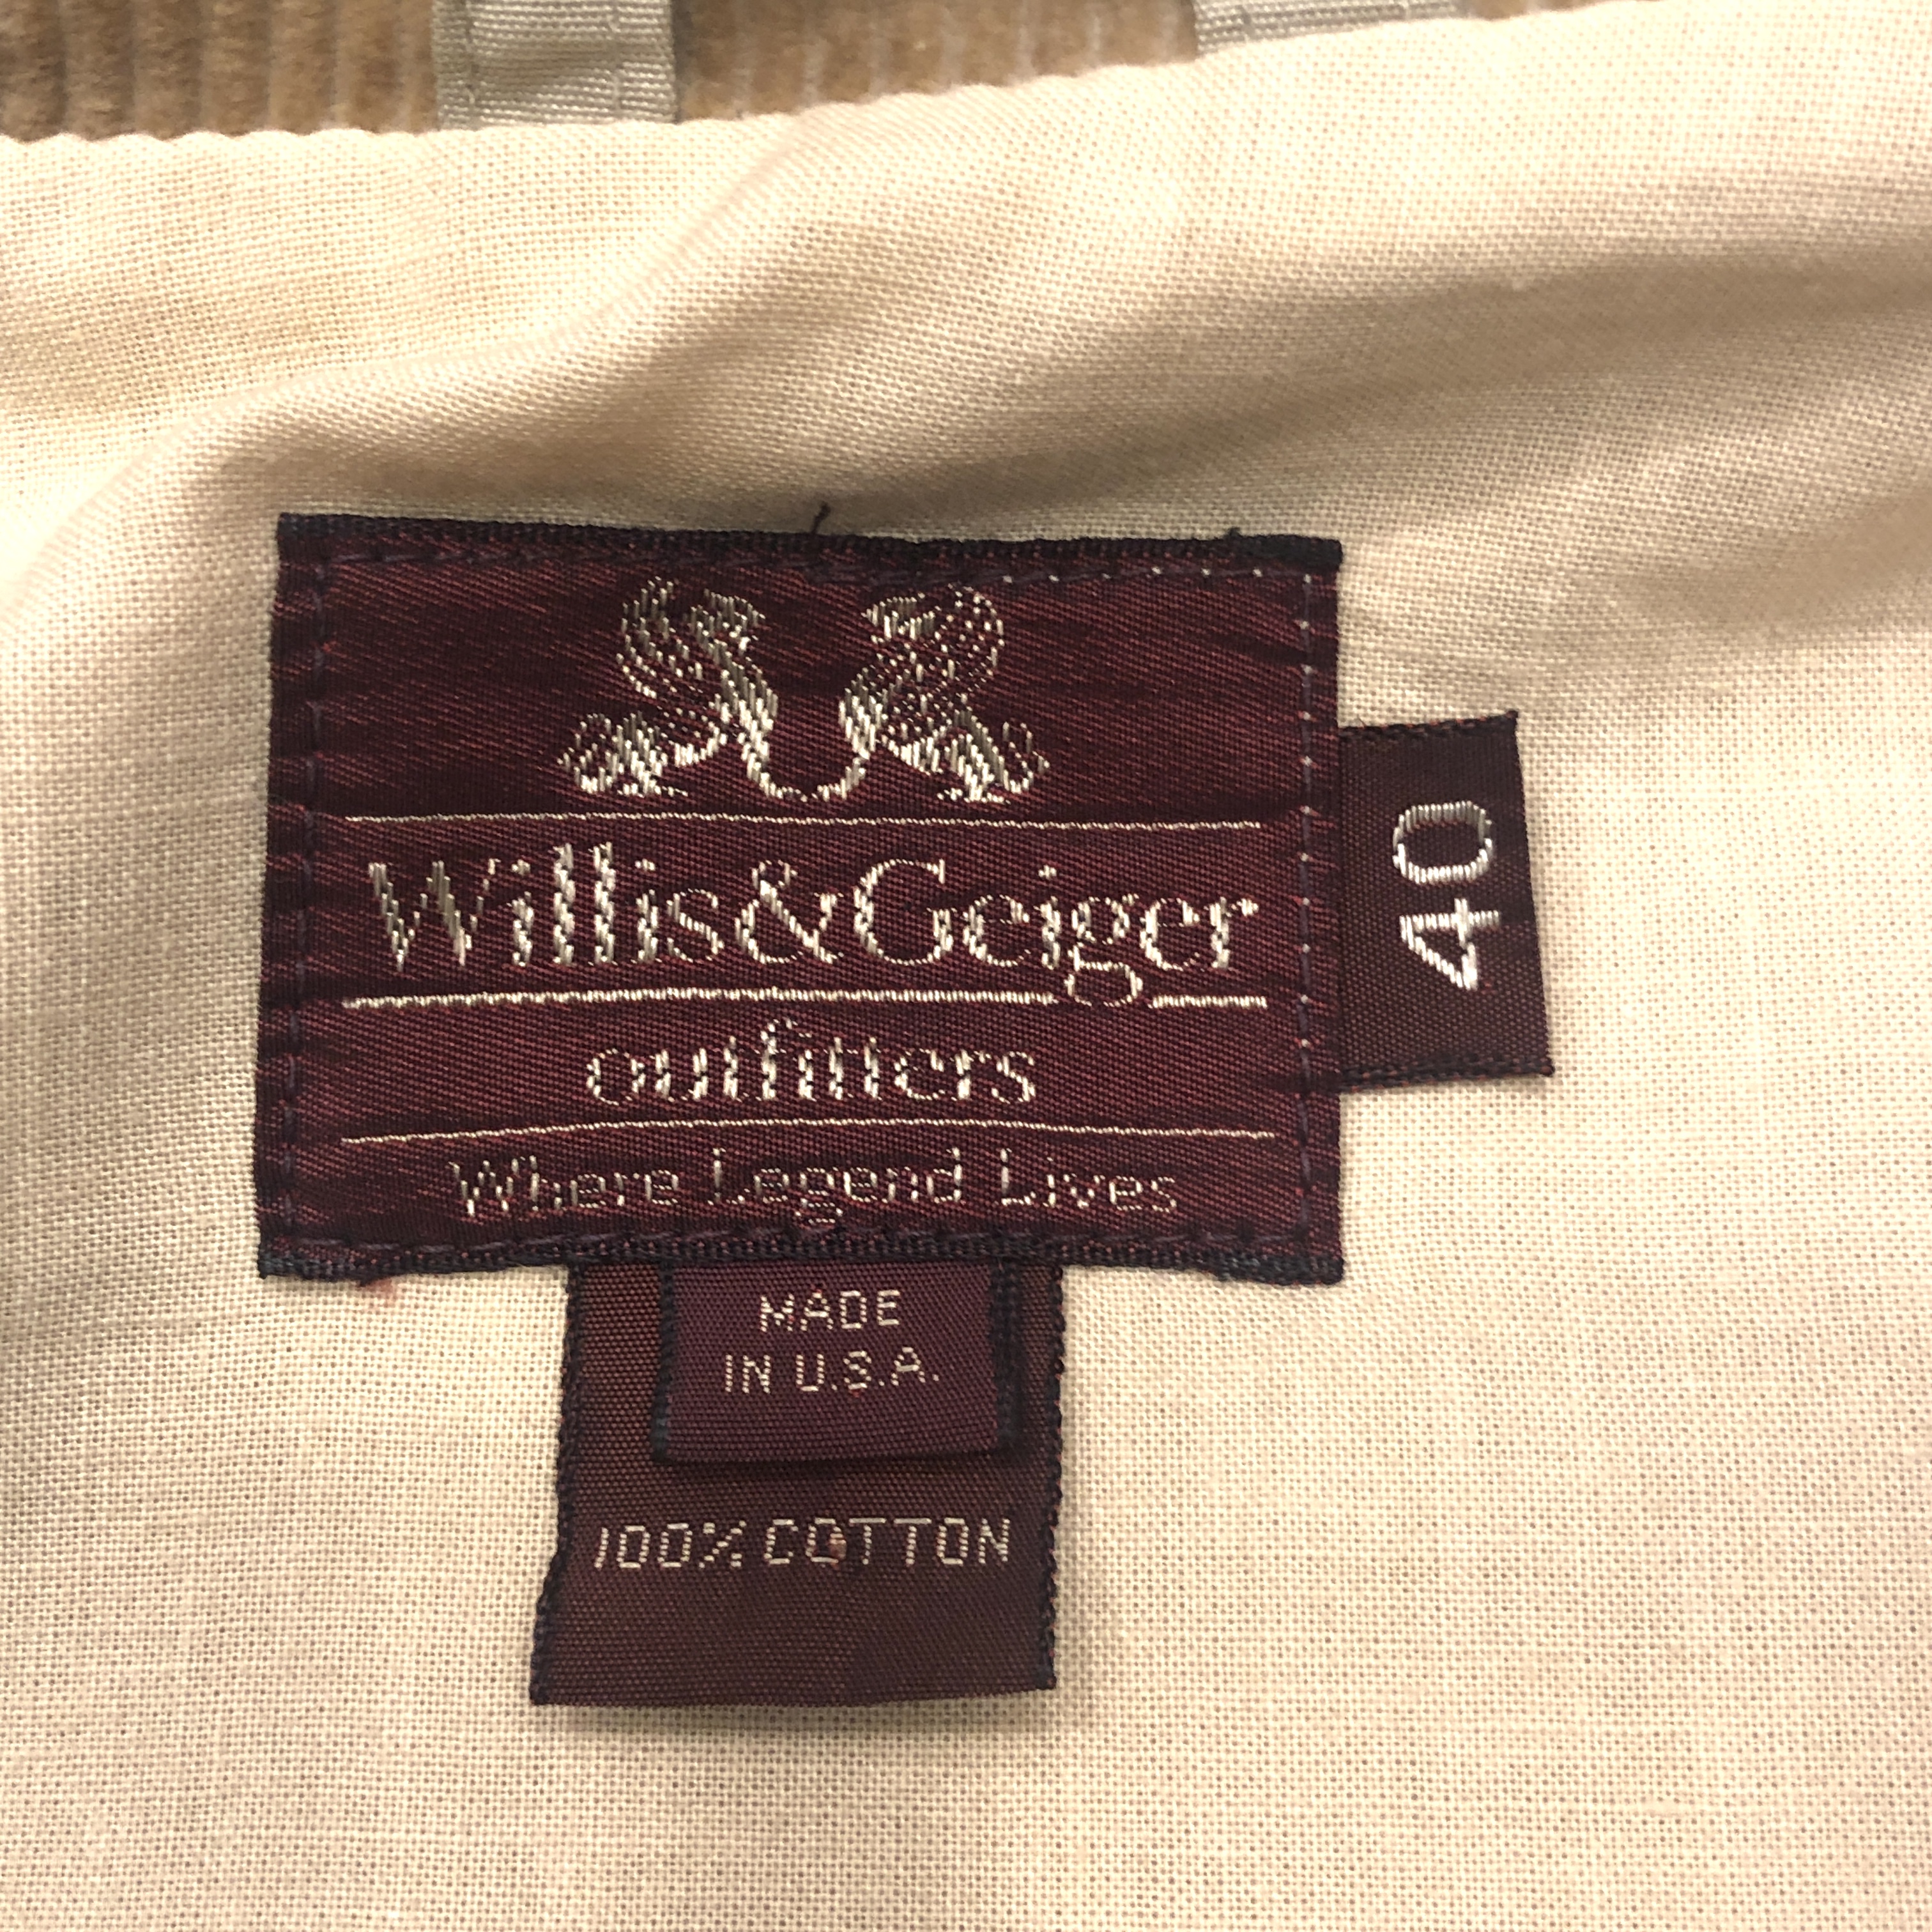 Willis&Geiger
outfitters
Where Legend Lives
40
MADE
IN U.S.A.
100% COTTON